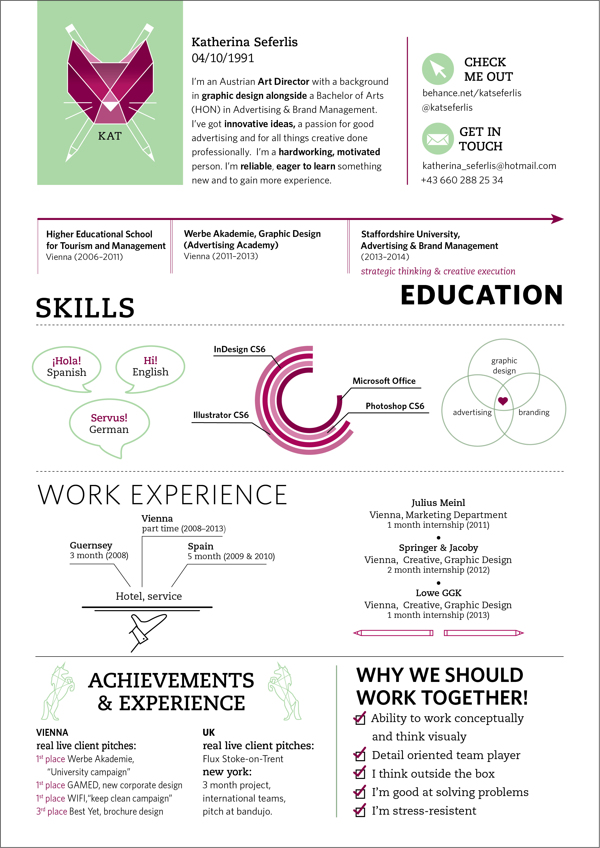 KAT
Katherina Seferlis
04/10/1991
I'm an Austrian Art Director with a background
in graphic design alongside a Bachelor of Arts
(HON) in Advertising & Brand Management.
I've got innovative ideas, a passion for good
advertising and for all things creative done
professionally. I'm a hardworking, motivated
person. I'm reliable, eager to learn something
new and to gain more experience.
CHECK
ME OUT
behance.net/katseferlis
@katseferlis
GET IN
TOUCH
katherina_seferlis@hotmail.com
+43 660 288 25 34
Higher Educational School
for Tourism and Management
Vienna (2006–2011)
Werbe Akademie, Graphic Design
(Advertising Academy)
Vienna (2011–2013)
Staffordshire University,
Advertising & Brand Management
(2013–2014)
strategic thinking & creative execution
EDUCATION
SKILLS
¡Hola!
Spanish
Hi!
English
Servus!
German
InDesign CS6
Microsoft Office
Photoshop CS6
Illustrator CS6
graphic
design
advertising
branding
WORK EXPERIENCE
Vienna
part time (2008–2013)
Guernsey
3 month (2008)
Spain
5 month (2009 & 2010)
Hotel, service
Julius Meinl
Vienna, Marketing Department
1 month internship (2011)
Springer & Jacoby
Vienna, Creative, Graphic Design
2 month internship (2012)
Lowe GGK
Vienna, Creative, Graphic Design
1 month internship (2013)
ACHIEVEMENTS
& EXPERIENCE
VIENNA
real live client pitches:
1st place Werbe Akademie,
"University campaign"
1st place GAMED, new corporate design
1st place WIFI,"keep clean campaign"
3rd place Best Yet, brochure design
UK
real live client pitches:
Flux Stoke-on-Trent
new york:
3 month project,
international teams,
pitch at bandujo.
WHY WE SHOULD
WORK TOGETHER!
Ability to work conceptually
and think visualy
Detail oriented team player
I think outside the box
I'm good at solving problems
I'm stress-resistent